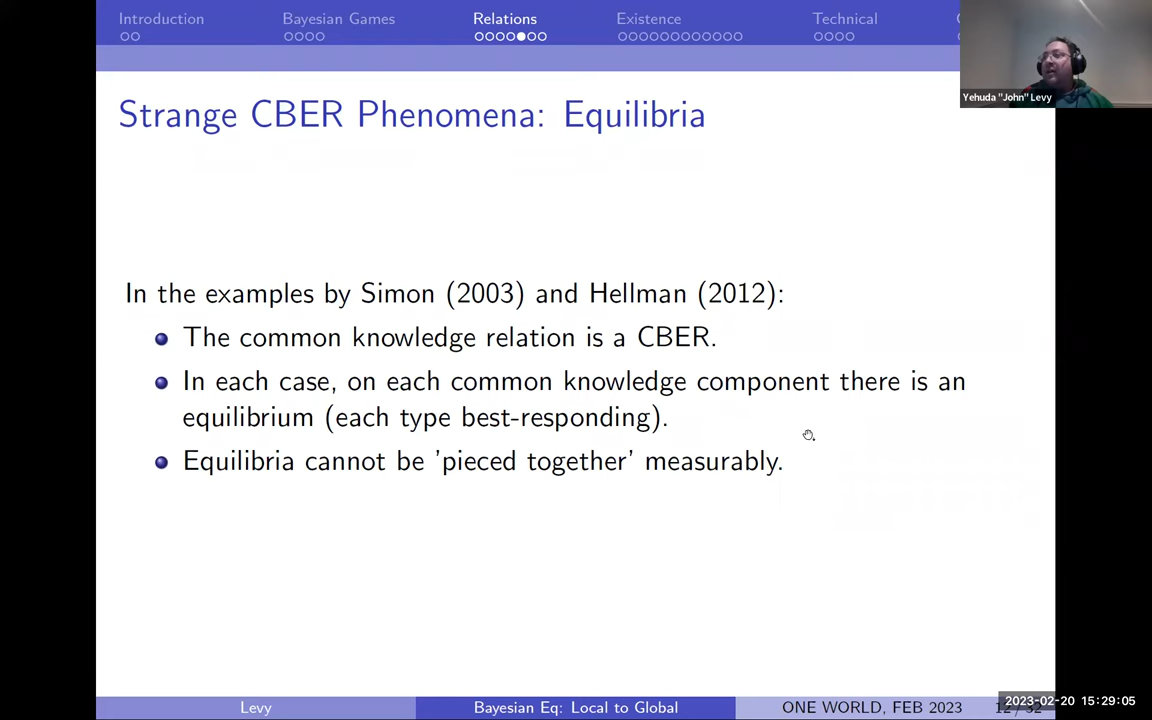 Introduction Bayesian Games Relations Existence Technical
Yehuda "John" Levy
Strange CBER Phenomena: Equilibria
In the examples by Simon (2003) and Hellman (2012):
The common knowledge relation is a CBER.
In each case, on each common knowledge component there is an
equilibrium (each type best-responding).
Equilibria cannot be 'pieced together' measurably.
Levy Bayesian Eq: Local to Global ONE WORLD, FEB 2023
2023-02-20 15:29:05